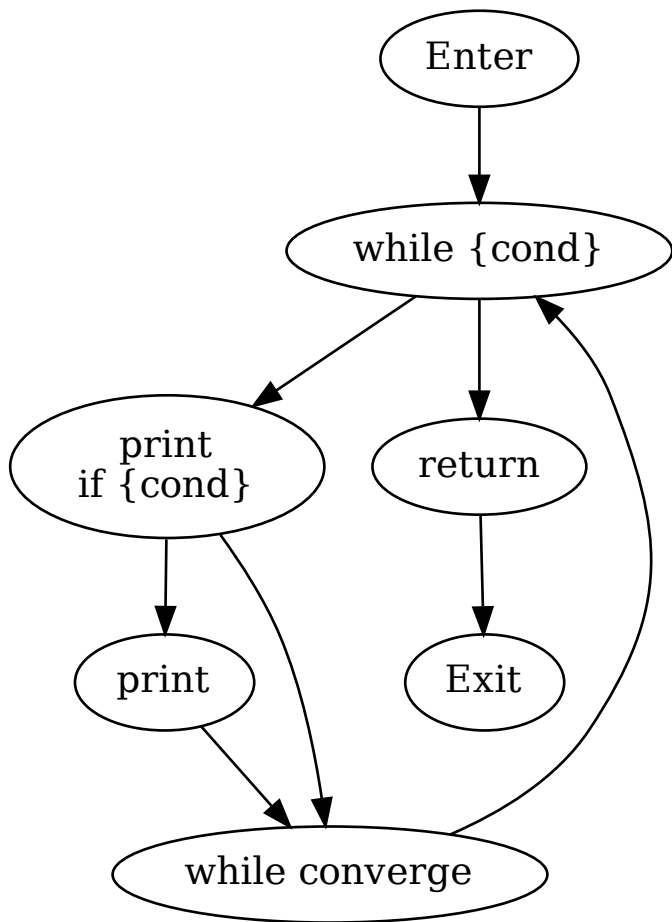 Enter
while {cond}
print
if {cond}
return
print
Exit
while converge